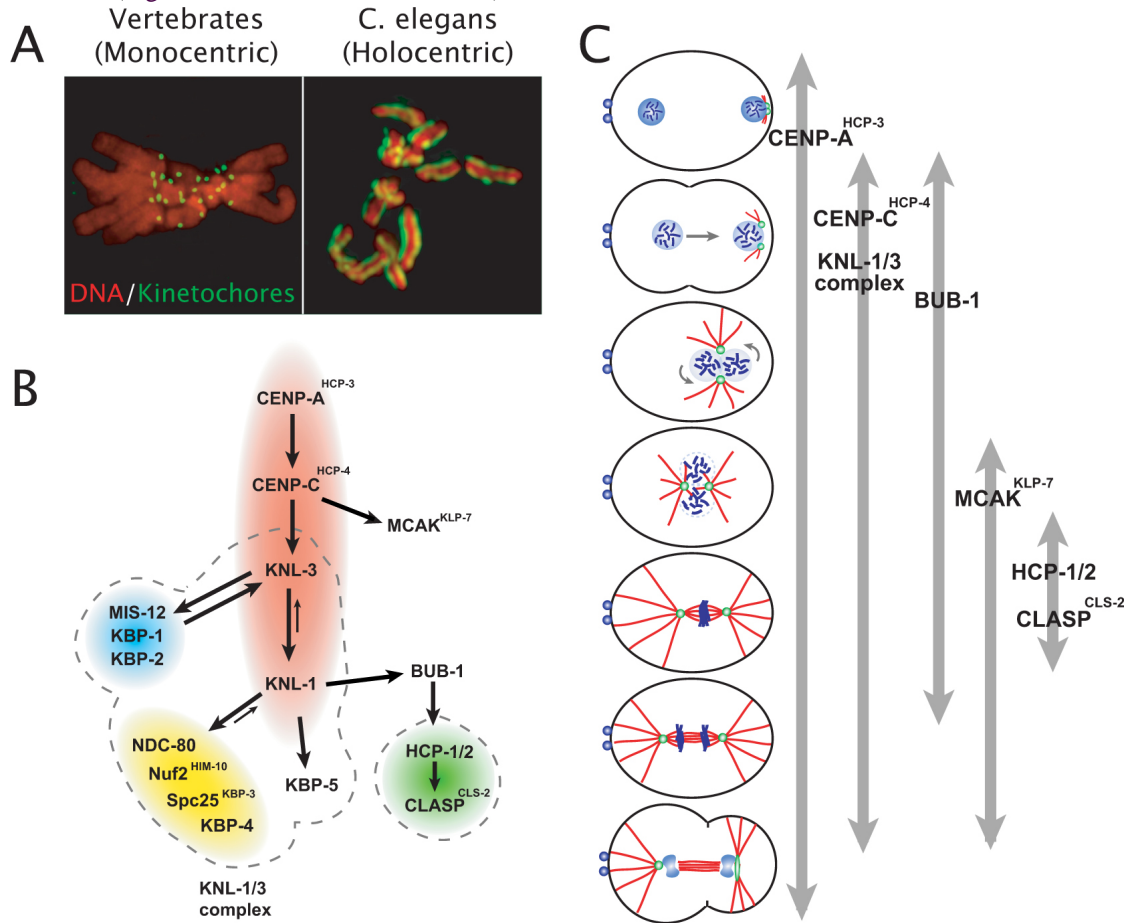 A
Vertebrates
(Monocentric)
C. elegans
(Holocentric)
DNA/Kinetochores
B
CENP-A HCP-3
CENP-C HCP-4
MCAK KLP-7
KNL-3
MIS-12
KBP-1
KBP-2
KNL-1
BUB-1
NDC-80
Nuf2 HIM-10
Spc25 KBP-3
KBP-4
KBP-5
HCP-1/2
CLASP CLS-2
KNL-1/3
complex
C
CENP-A HCP-3
CENP-C HCP-4
KNL-1/3
complex
BUB-1
MCAK KLP-7
HCP-1/2
CLASP CLS-2